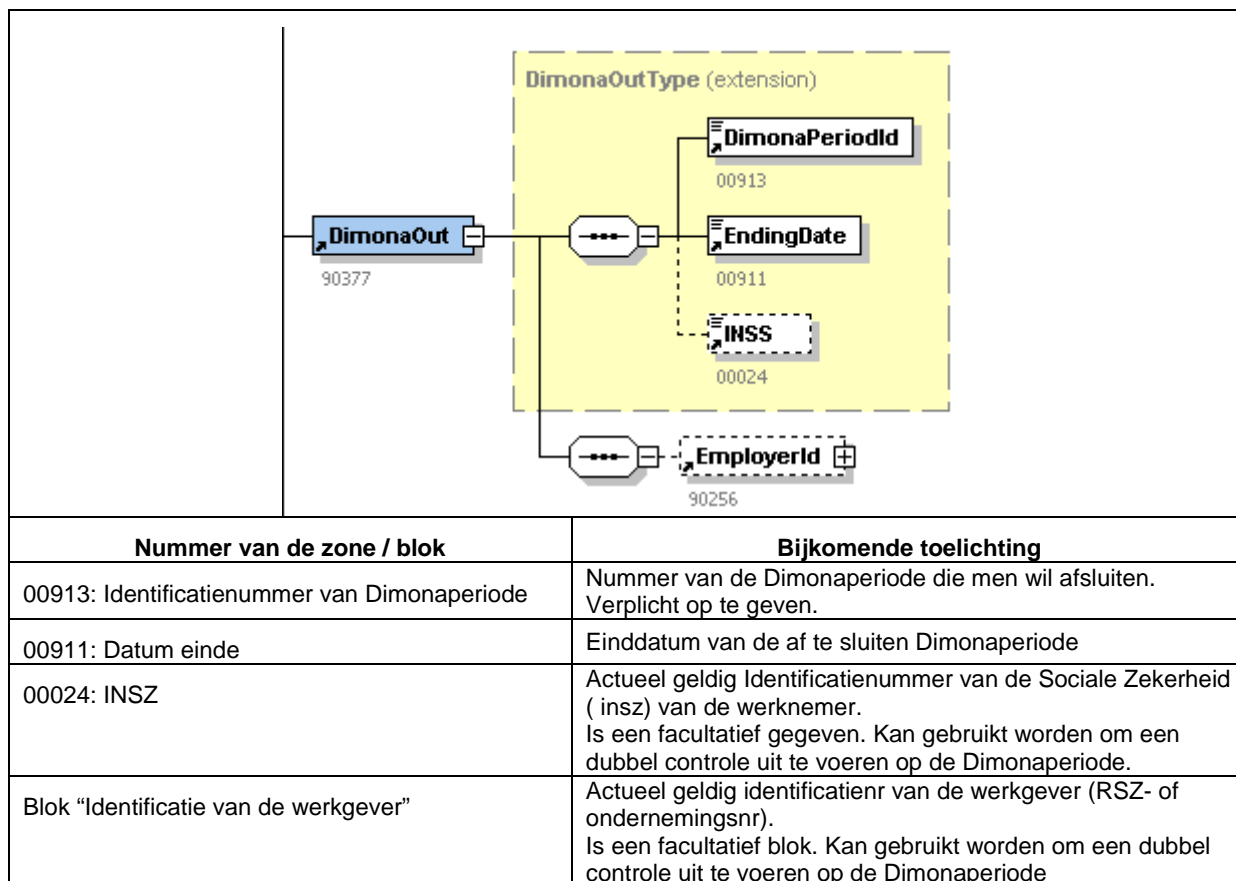 DimonaOutType (extension)
DimonaPeriodId
00913
DimonaOut
90377
EndingDate
00911
INSS
00024
EmployerId
90256
Nummer van de zone / blok
Bijkomende toelichting
00913: Identificatienummer van Dimonaperiode
Nummer van de Dimonaperiode die men wil afsluiten.
Verplicht op te geven.
00911: Datum einde
Einddatum van de af te sluiten Dimonaperiode
00024: INSZ
Actueel geldig Identificatienummer van de Sociale Zekerheid
( insz) van de werknemer.
Is een facultatief gegeven. Kan gebruikt worden om een
dubbel controle uit te voeren op de Dimonaperiode.
Blok “Identificatie van de werkgever”
Actueel geldig identificatienr van de werkgever (RSZ- of
ondernemingsnr).
Is een facultatief blok. Kan gebruikt worden om een dubbel
controle uit te voeren op de Dimonaperiode